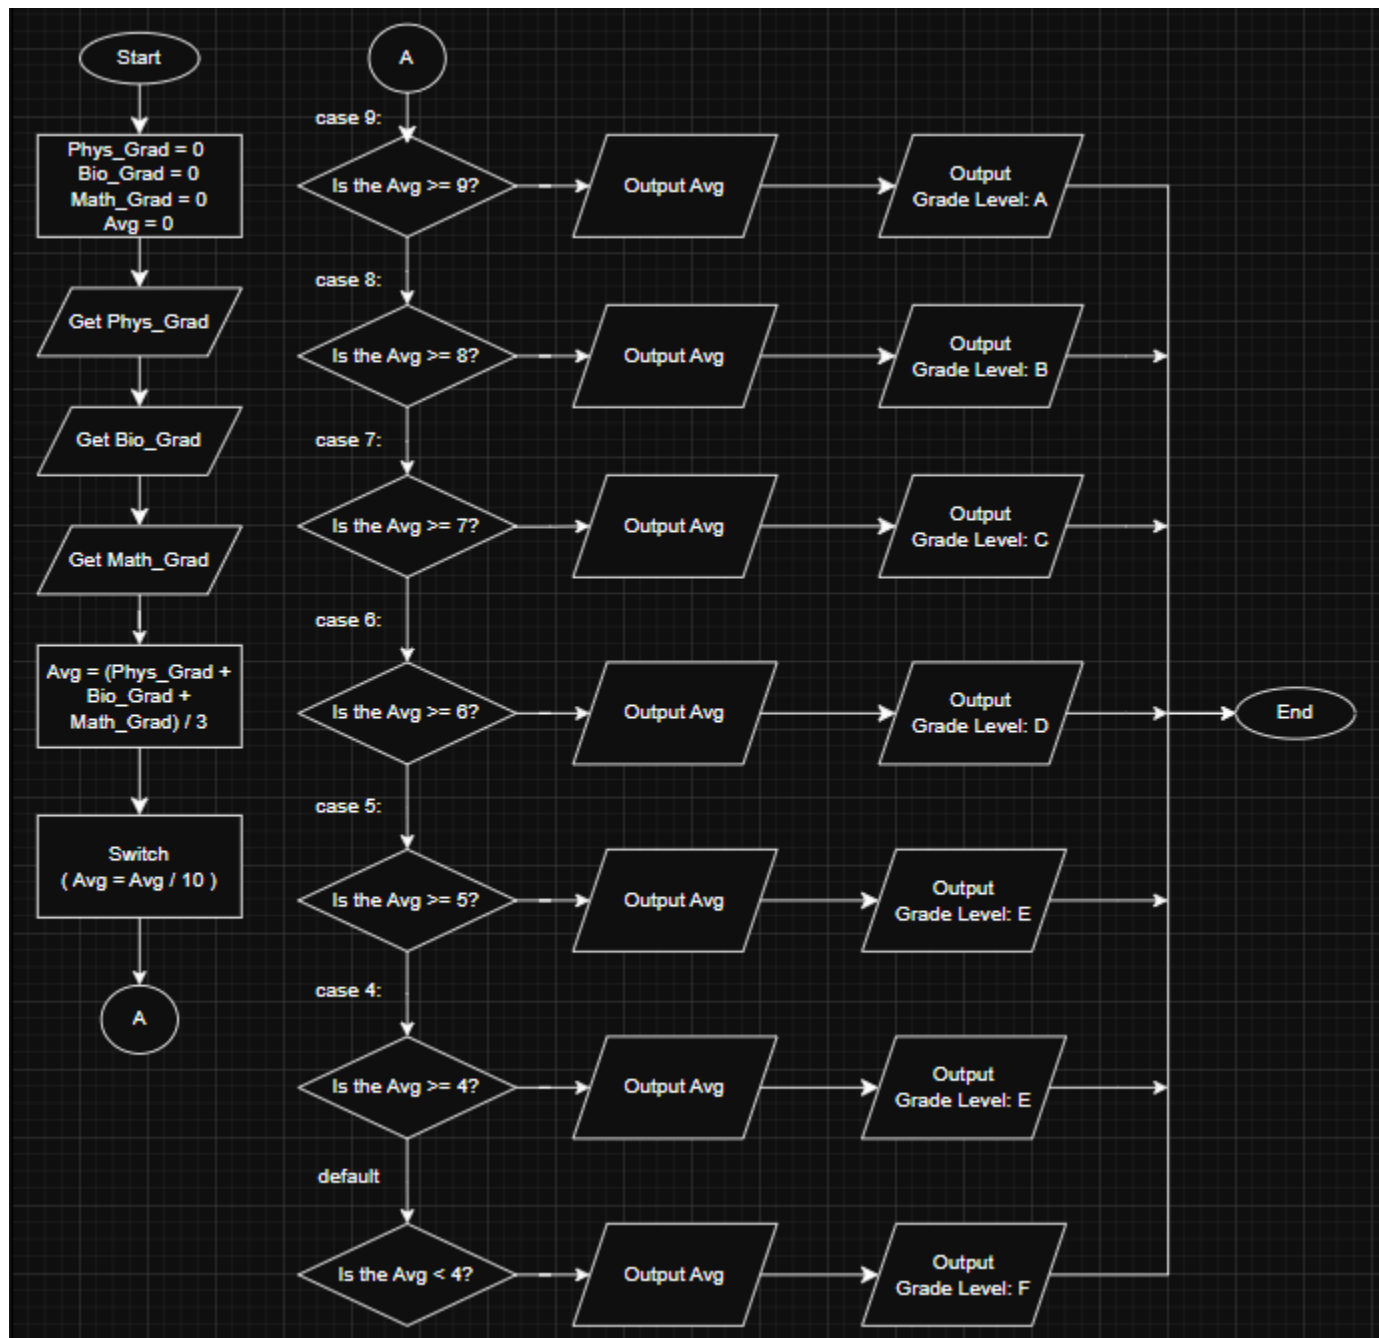 Start
Phys_Grad = 0
Bio_Grad = 0
Math_Grad = 0
Avg = 0
Get Phys_Grad
Get Bio_Grad
Get Math_Grad
Avg = (Phys_Grad +
Bio_Grad +
Math_Grad) / 3
Switch
( Avg = Avg / 10 )
A
A
case 9:
Is the Avg >= 9?
Output Avg
Output
Grade Level: A
case 8:
Is the Avg >= 8?
Output Avg
Output
Grade Level: B
case 7:
Is the Avg >= 7?
Output Avg
Output
Grade Level: C
case 6:
Is the Avg >= 6?
Output Avg
Output
Grade Level: D
case 5:
Is the Avg >= 5?
Output Avg
Output
Grade Level: E
case 4:
Is the Avg >= 4?
Output Avg
Output
Grade Level: E
default
Is the Avg < 4?
Output Avg
Output
Grade Level: F
End